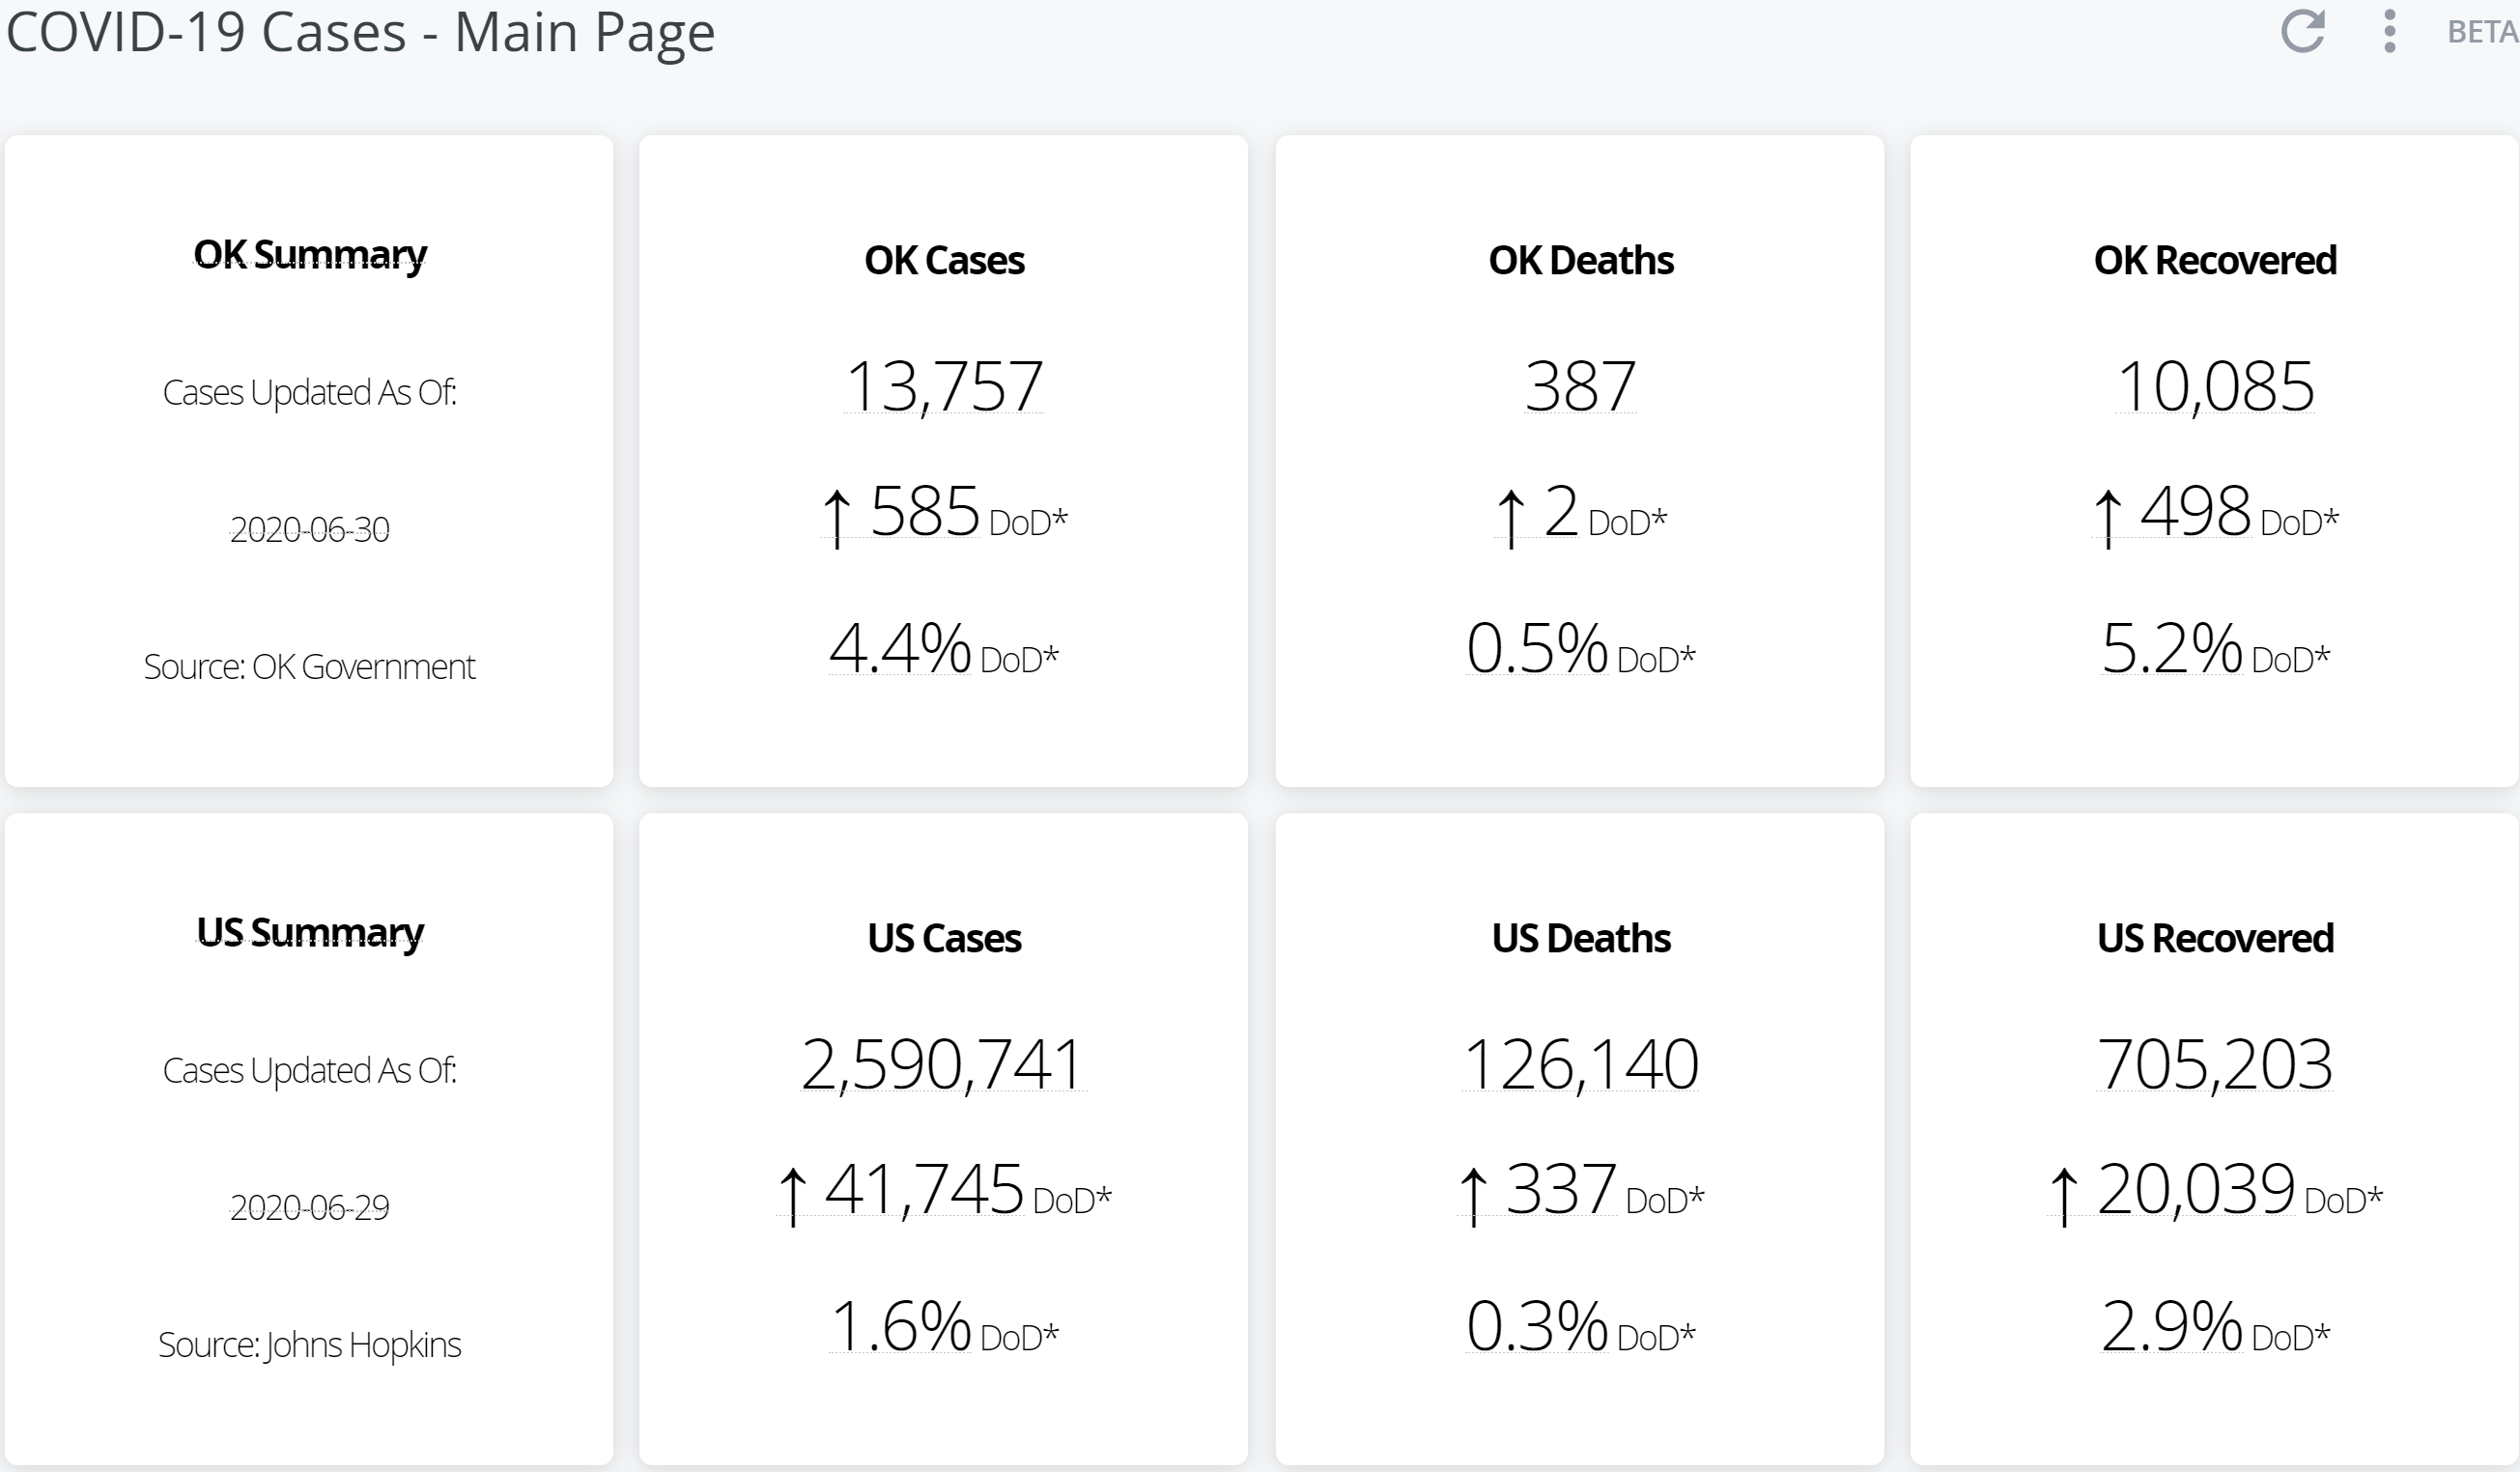 COVID-19 Cases - Main Page
BETA
OK Summary
Cases Updated As Of:
2020-06-30
Source: OK Government
OK Cases
13,757
↑ 585 DoD*
4.4% DoD*
OK Deaths
387
↑ 2 DoD*
0.5% DoD*
OK Recovered
10,085
↑ 498 DoD*
5.2% DoD*
US Summary
Cases Updated As Of:
2020-06-29
Source: Johns Hopkins
US Cases
2,590,741
↑ 41,745 DoD*
1.6% DoD*
US Deaths
126,140
↑ 337 DoD*
0.3% DoD*
US Recovered
705,203
↑ 20,039 DoD*
2.9% DoD*